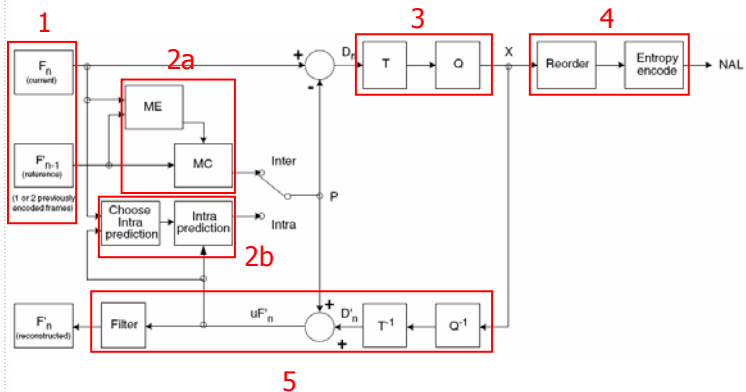 1
2a
3
4
Fn
(current)
+
-
Dn
T
Q
X
Reorder
Entropy
encode
NAL
ME
F'n-1
(reference)
(1 or 2 previously
encoded frames)
MC
Inter
P
Choose
Intra
prediction
Intra
prediction
Intra
2b
F'n
(reconstructed)
Filter
uF'n
+
+
D'n
T-1
Q-1
5